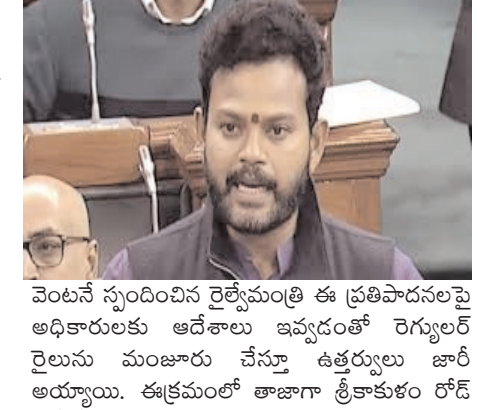 వెంటనే స్పందించిన రైల్వేమంత్రి ఈ ప్రతిపాదనలపై
అధికారులకు ఆదేశాలు ఇవ్వడంతో రెగ్యులర్
రైలును మంజూరు చేస్తూ ఉత్తర్వులు జారీ
అయ్యాయి. ఈక్రమంలో తాజాగా శ్రీకాకుళం రోడ్